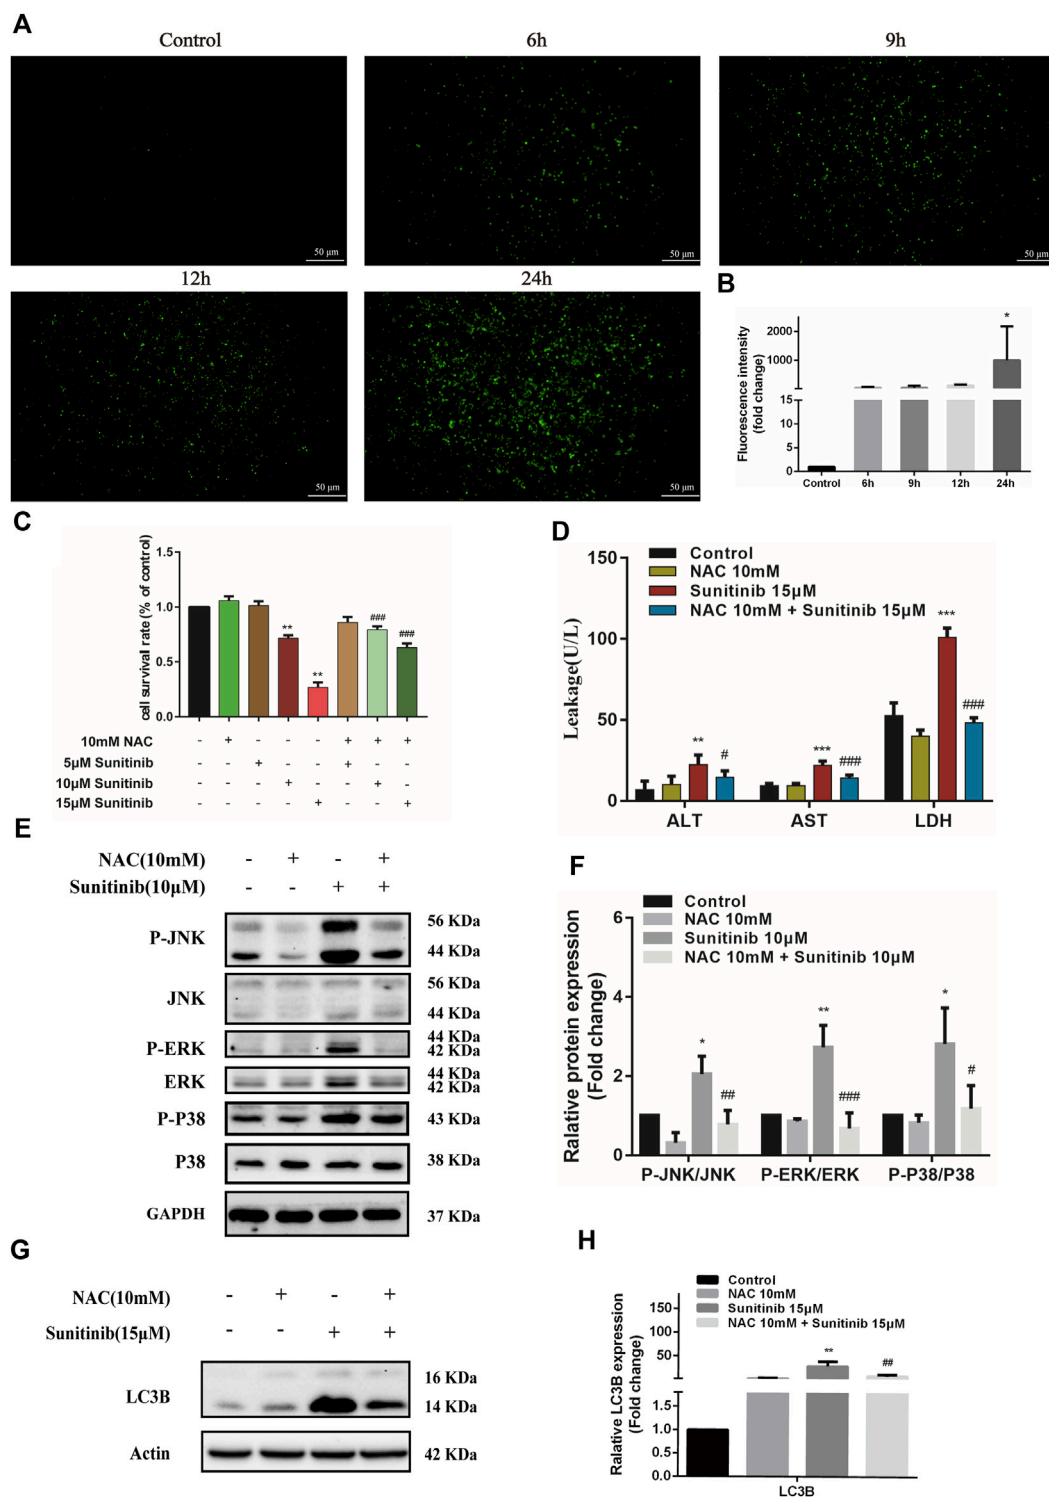 A
Control
6h
9h
50 μm
50 μm
50 μm
12h
24h
50 μm
50 μm
B
Fluorescence intensity
(fold change)
2000
1000
15
10
5
0
*
Control 6h 9h 12h 24h
C
cell survival rate (% of control)
1.5
1.0
0.5
0.0
** ** ### ###
10mM NAC - + - - - + + +
5μM Sunitinib - - + - - + - -
10μM Sunitinib - - - + - - + -
15μM Sunitinib - - - - + - - +
D
Leakage(U/L)
150
100
50
0
Control
NAC 10mM
Sunitinib 15μM
NAC 10mM + Sunitinib 15μM
** # *** ### *** ###
ALT AST LDH
E
NAC(10mM) - + - +
Sunitinib(10μM) - - + +
P-JNK 56 KDa
44 KDa
JNK 56 KDa
44 KDa
P-ERK 44 KDa
42 KDa
ERK 44 KDa
42 KDa
P-P38 43 KDa
P38 38 KDa
GAPDH 37 KDa
F
Ralative protein expression
(Fold change)
6
4
2
0
Control
NAC 10mM
Sunitinib 10μM
NAC 10mM + Sunitinib 10μM
* ## ** ### * #
P-JNK/JNK P-ERK/ERK P-P38/P38
G
NAC(10mM) - + - +
Sunitinib(15μM) - - + +
LC3B 16 KDa
14 KDa
Actin 42 KDa
H
Ralative LC3B expression
(Fold change)
150
100
50
1.5
1.0
0.5
0.0
Control
NAC 10mM
Sunitinib 15μM
NAC 10mM + Sunitinib 15μM
** ##
LC3B